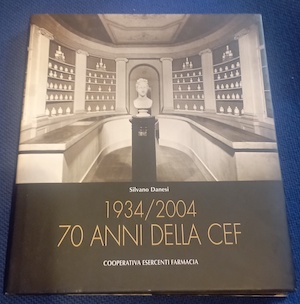 Silvano Danesi
1934/2004
70 ANNI DELLA CEF
COOPERATIVA ESERCENTI FARMACIA